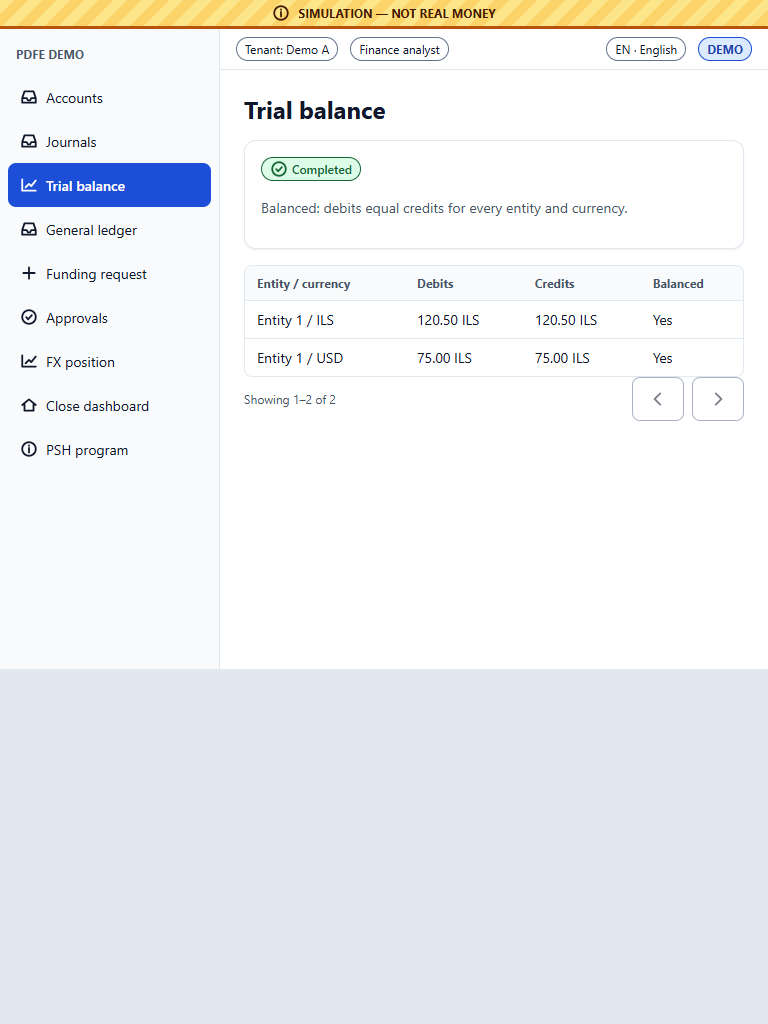 SIMULATION — NOT REAL MONEY
PDFE DEMO
Tenant: Demo A
Finance analyst
EN · English
DEMO
Accounts
Journals
Trial balance
General ledger
Funding request
Approvals
FX position
Close dashboard
PSH program
Trial balance
Completed
Balanced: debits equal credits for every entity and currency.
Entity / currency Debits Credits Balanced
Entity 1 / ILS 120.50 ILS 120.50 ILS Yes
Entity 1 / USD 75.00 ILS 75.00 ILS Yes
Showing 1–2 of 2